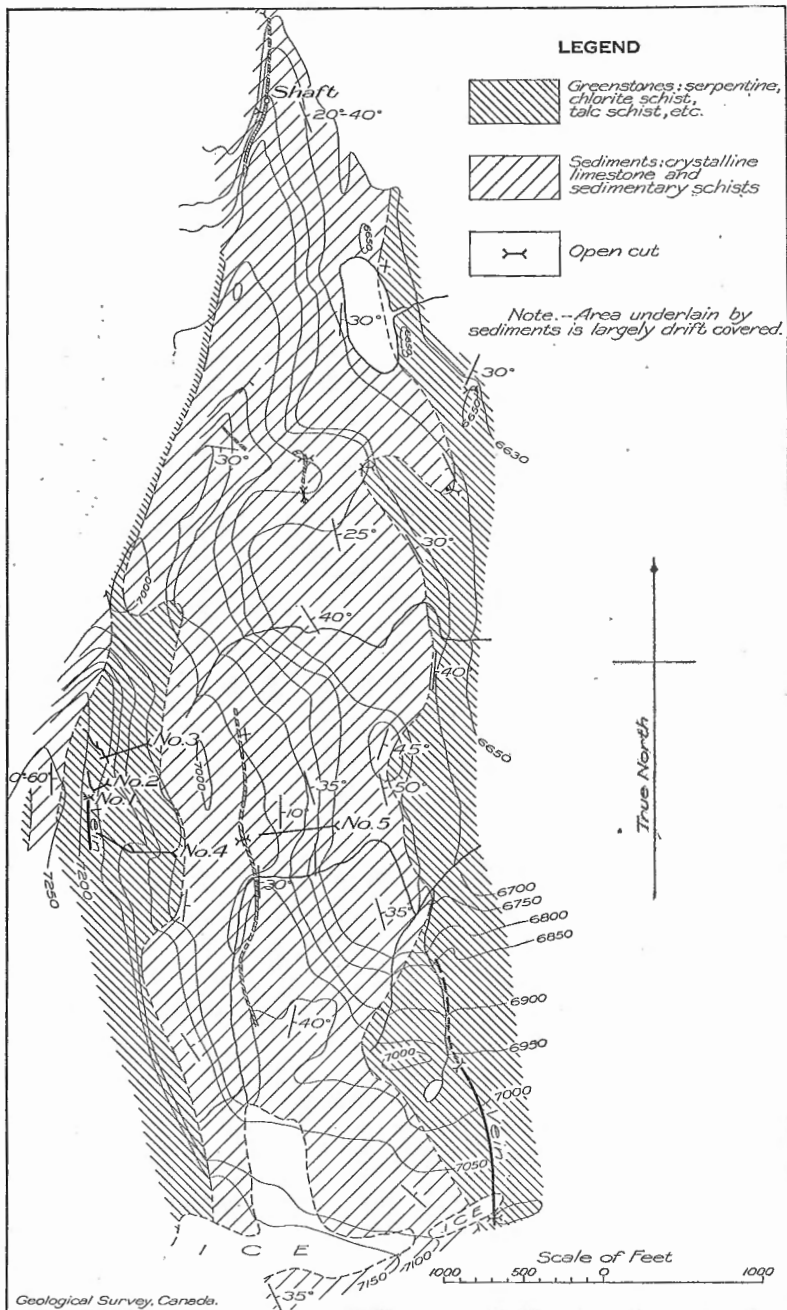 LEGEND
Greenstones: serpentine,
chlorite schist,
talc schist, etc.
Sediments: crystalline
limestone and
sedimentary schists
Open cut
Note.-Area underlain by
sediments is largely drift covered.
Shaft
20°-40°
6650
30°
6850
30°
6650
6630
30°
25°
30°
7000
40°
40°
6650
No.3
7000
45°
0°60°
No.2
35°
50°
No.1
10°
No.5
Vein
No.4
7200
7250
30°
35°
6700
6750
6800
6850
6900
40°
7000
6950
7000
Vein
7050
ICE
I C E
7100
7150
35°
True North
Scale of Feet
1000 500 0 1000
Geological Survey, Canada.